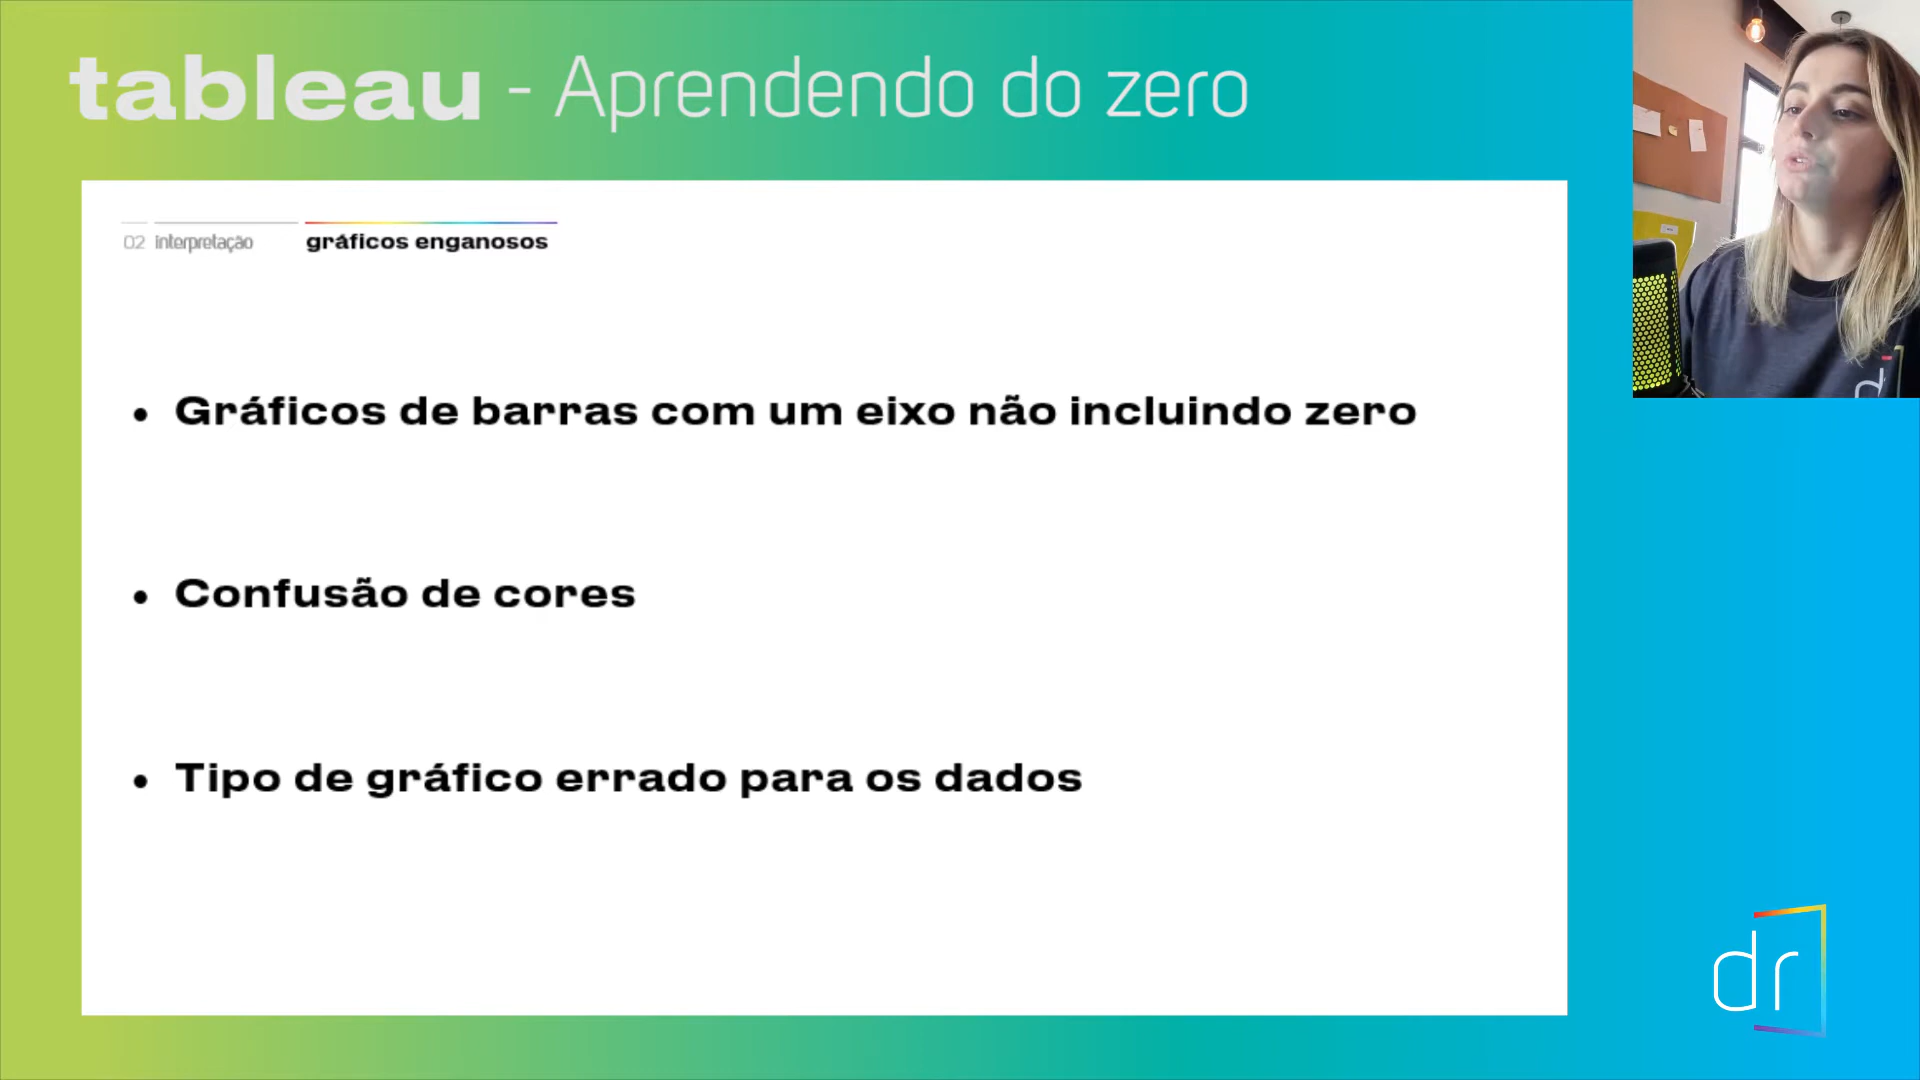 tableau - Aprendendo do zero
02 interpretação gráficos enganosos
• Gráficos de barras com um eixo não incluindo zero
• Confusão de cores
• Tipo de gráfico errado para os dados
dr